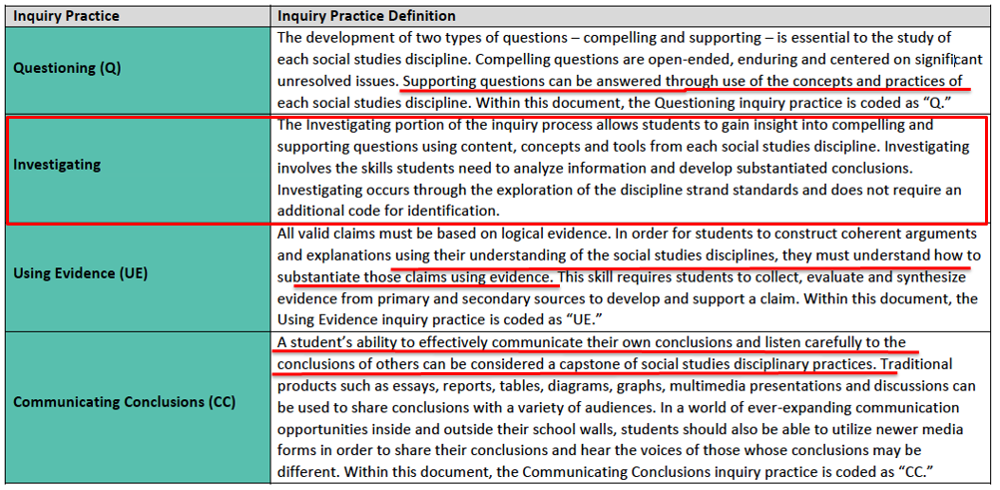 Inquiry Practice
Inquiry Practice Definition
Questioning (Q)
The development of two types of questions – compelling and supporting – is essential to the study of
each social studies discipline. Compelling questions are open-ended, enduring and centered on significant
unresolved issues. Supporting questions can be answered through use of the concepts and practices of
each social studies discipline. Within this document, the Questioning inquiry practice is coded as “Q.”
Investigating
The Investigating portion of the inquiry process allows students to gain insight into compelling and
supporting questions using content, concepts and tools from each social studies discipline. Investigating
involves the skills students need to analyze information and develop substantiated conclusions.
Investigating occurs through the exploration of the discipline strand standards and does not require an
additional code for identification.
Using Evidence (UE)
All valid claims must be based on logical evidence. In order for students to construct coherent arguments
and explanations using their understanding of the social studies disciplines, they must understand how to
substantiate those claims using evidence. This skill requires students to collect, evaluate and synthesize
evidence from primary and secondary sources to develop and support a claim. Within this document, the
Using Evidence inquiry practice is coded as “UE.”
Communicating Conclusions (CC)
A student’s ability to effectively communicate their own conclusions and listen carefully to the
conclusions of others can be considered a capstone of social studies disciplinary practices. Traditional
products such as essays, reports, tables, diagrams, graphs, multimedia presentations and discussions can
be used to share conclusions with a variety of audiences. In a world of ever-expanding communication
opportunities inside and outside their school walls, students should also be able to utilize newer media
forms in order to share their conclusions and hear the voices of those whose conclusions may be
different. Within this document, the Communicating Conclusions inquiry practice is coded as “CC.”